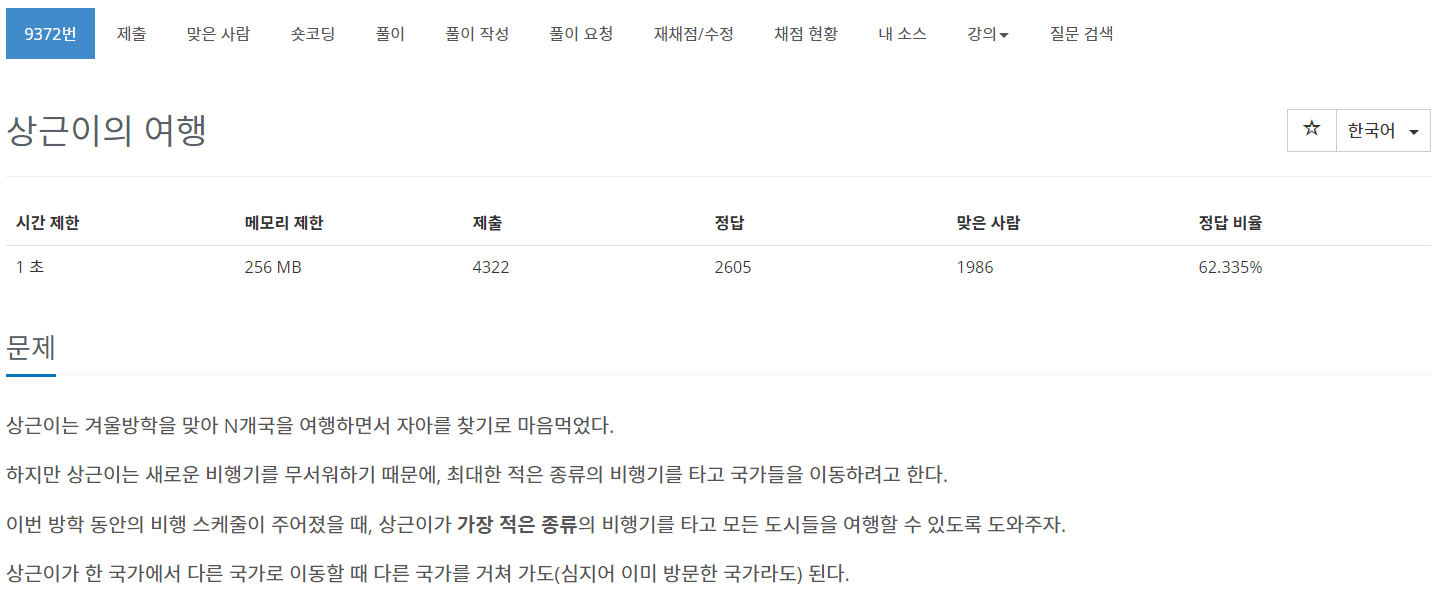 9372번 제출 맞은 사람 숏코딩 풀이 풀이 작성 풀이 요청 재채점/수정 채점 현황 내 소스 강의 질문 검색
상근이의 여행
☆ 한국어
시간 제한 메모리 제한 제출 정답 맞은 사람 정답 비율
1 초 256 MB 4322 2605 1986 62.335%
문제
상근이는 겨울방학을 맞아 N개국을 여행하면서 자아를 찾기로 마음먹었다.
하지만 상근이는 새로운 비행기를 무서워하기 때문에, 최대한 적은 종류의 비행기를 타고 국가들을 이동하려고 한다.
이번 방학 동안의 비행 스케줄이 주어졌을 때, 상근이가 가장 적은 종류의 비행기를 타고 모든 도시들을 여행할 수 있도록 도와주자.
상근이가 한 국가에서 다른 국가로 이동할 때 다른 국가를 거쳐 가도(심지어 이미 방문한 국가라도) 된다.